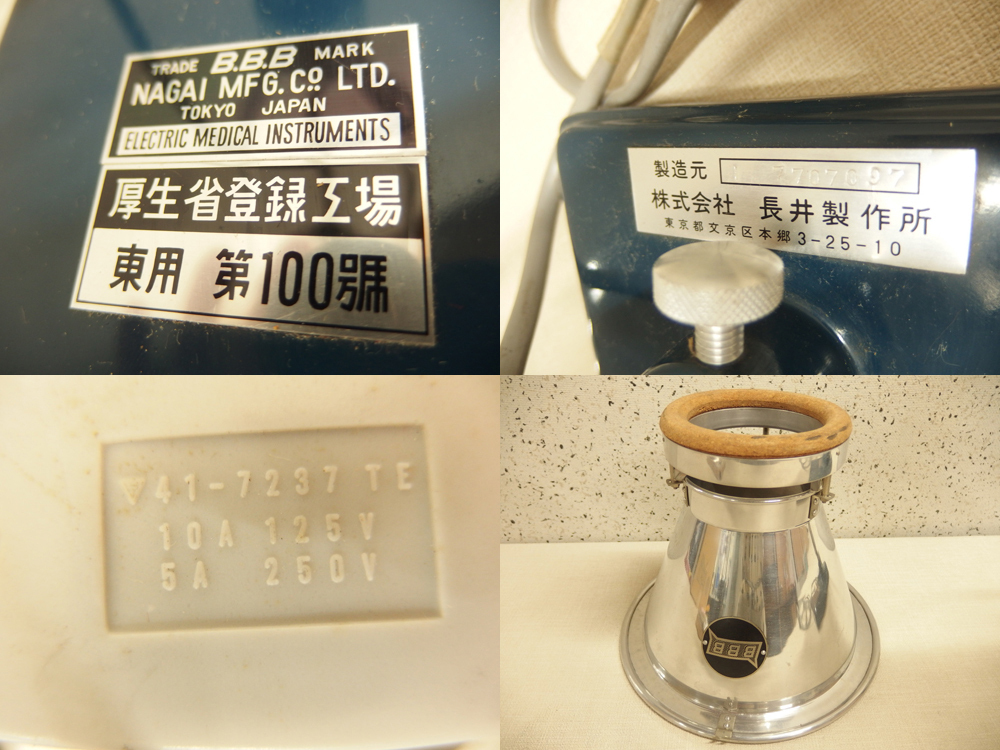 TRADE B.B.B MARK
NAGAI MFG. Co. LTD.
TOKYO JAPAN
ELECTRIC MEDICAL INSTRUMENTS
厚生省登録工場
東用 第100號
製造元
株式会社 長井製作所
東京都文京区本郷3-25-10
41-7237 TE
10A 125V
5A 250V
BBB